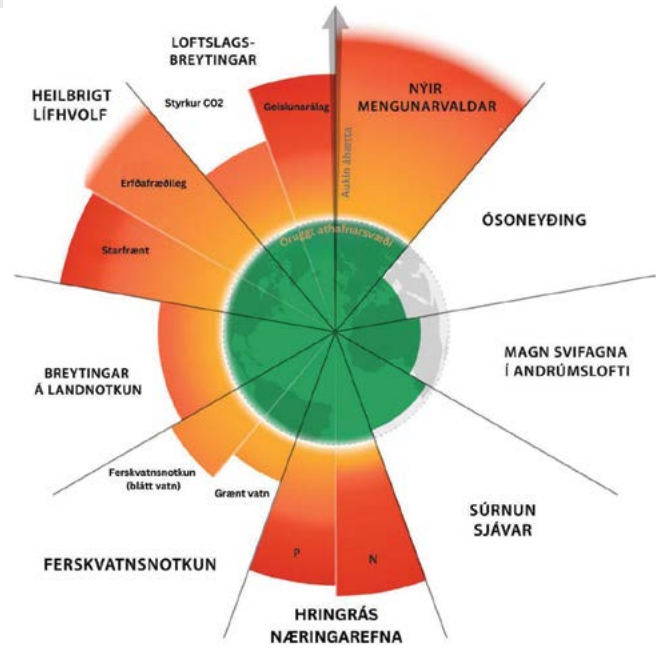 LOFTSLAGS-
BREYTINGAR
Styrkur CO2
Geislunarálag
NÝIR
MENGUNARVALDAR
Aukin áhætta
HEILBRIGT
LÍFHVOLF
Erfðafræðileg
Starfrænt
Öruggt athafnarsvæði
ÓSONEYÐING
MAGN SVIFAGNA
Í ANDRÚMSLOFTI
BREYTINGAR
Á LANDNOTKUN
Ferskvatnsnotkun
(blátt vatn)
Grænt vatn
FERSKVATNSNOTKUN
P
N
SÚRNUN
SJÁVAR
HRINGRÁS
NÆRINGAREFNA